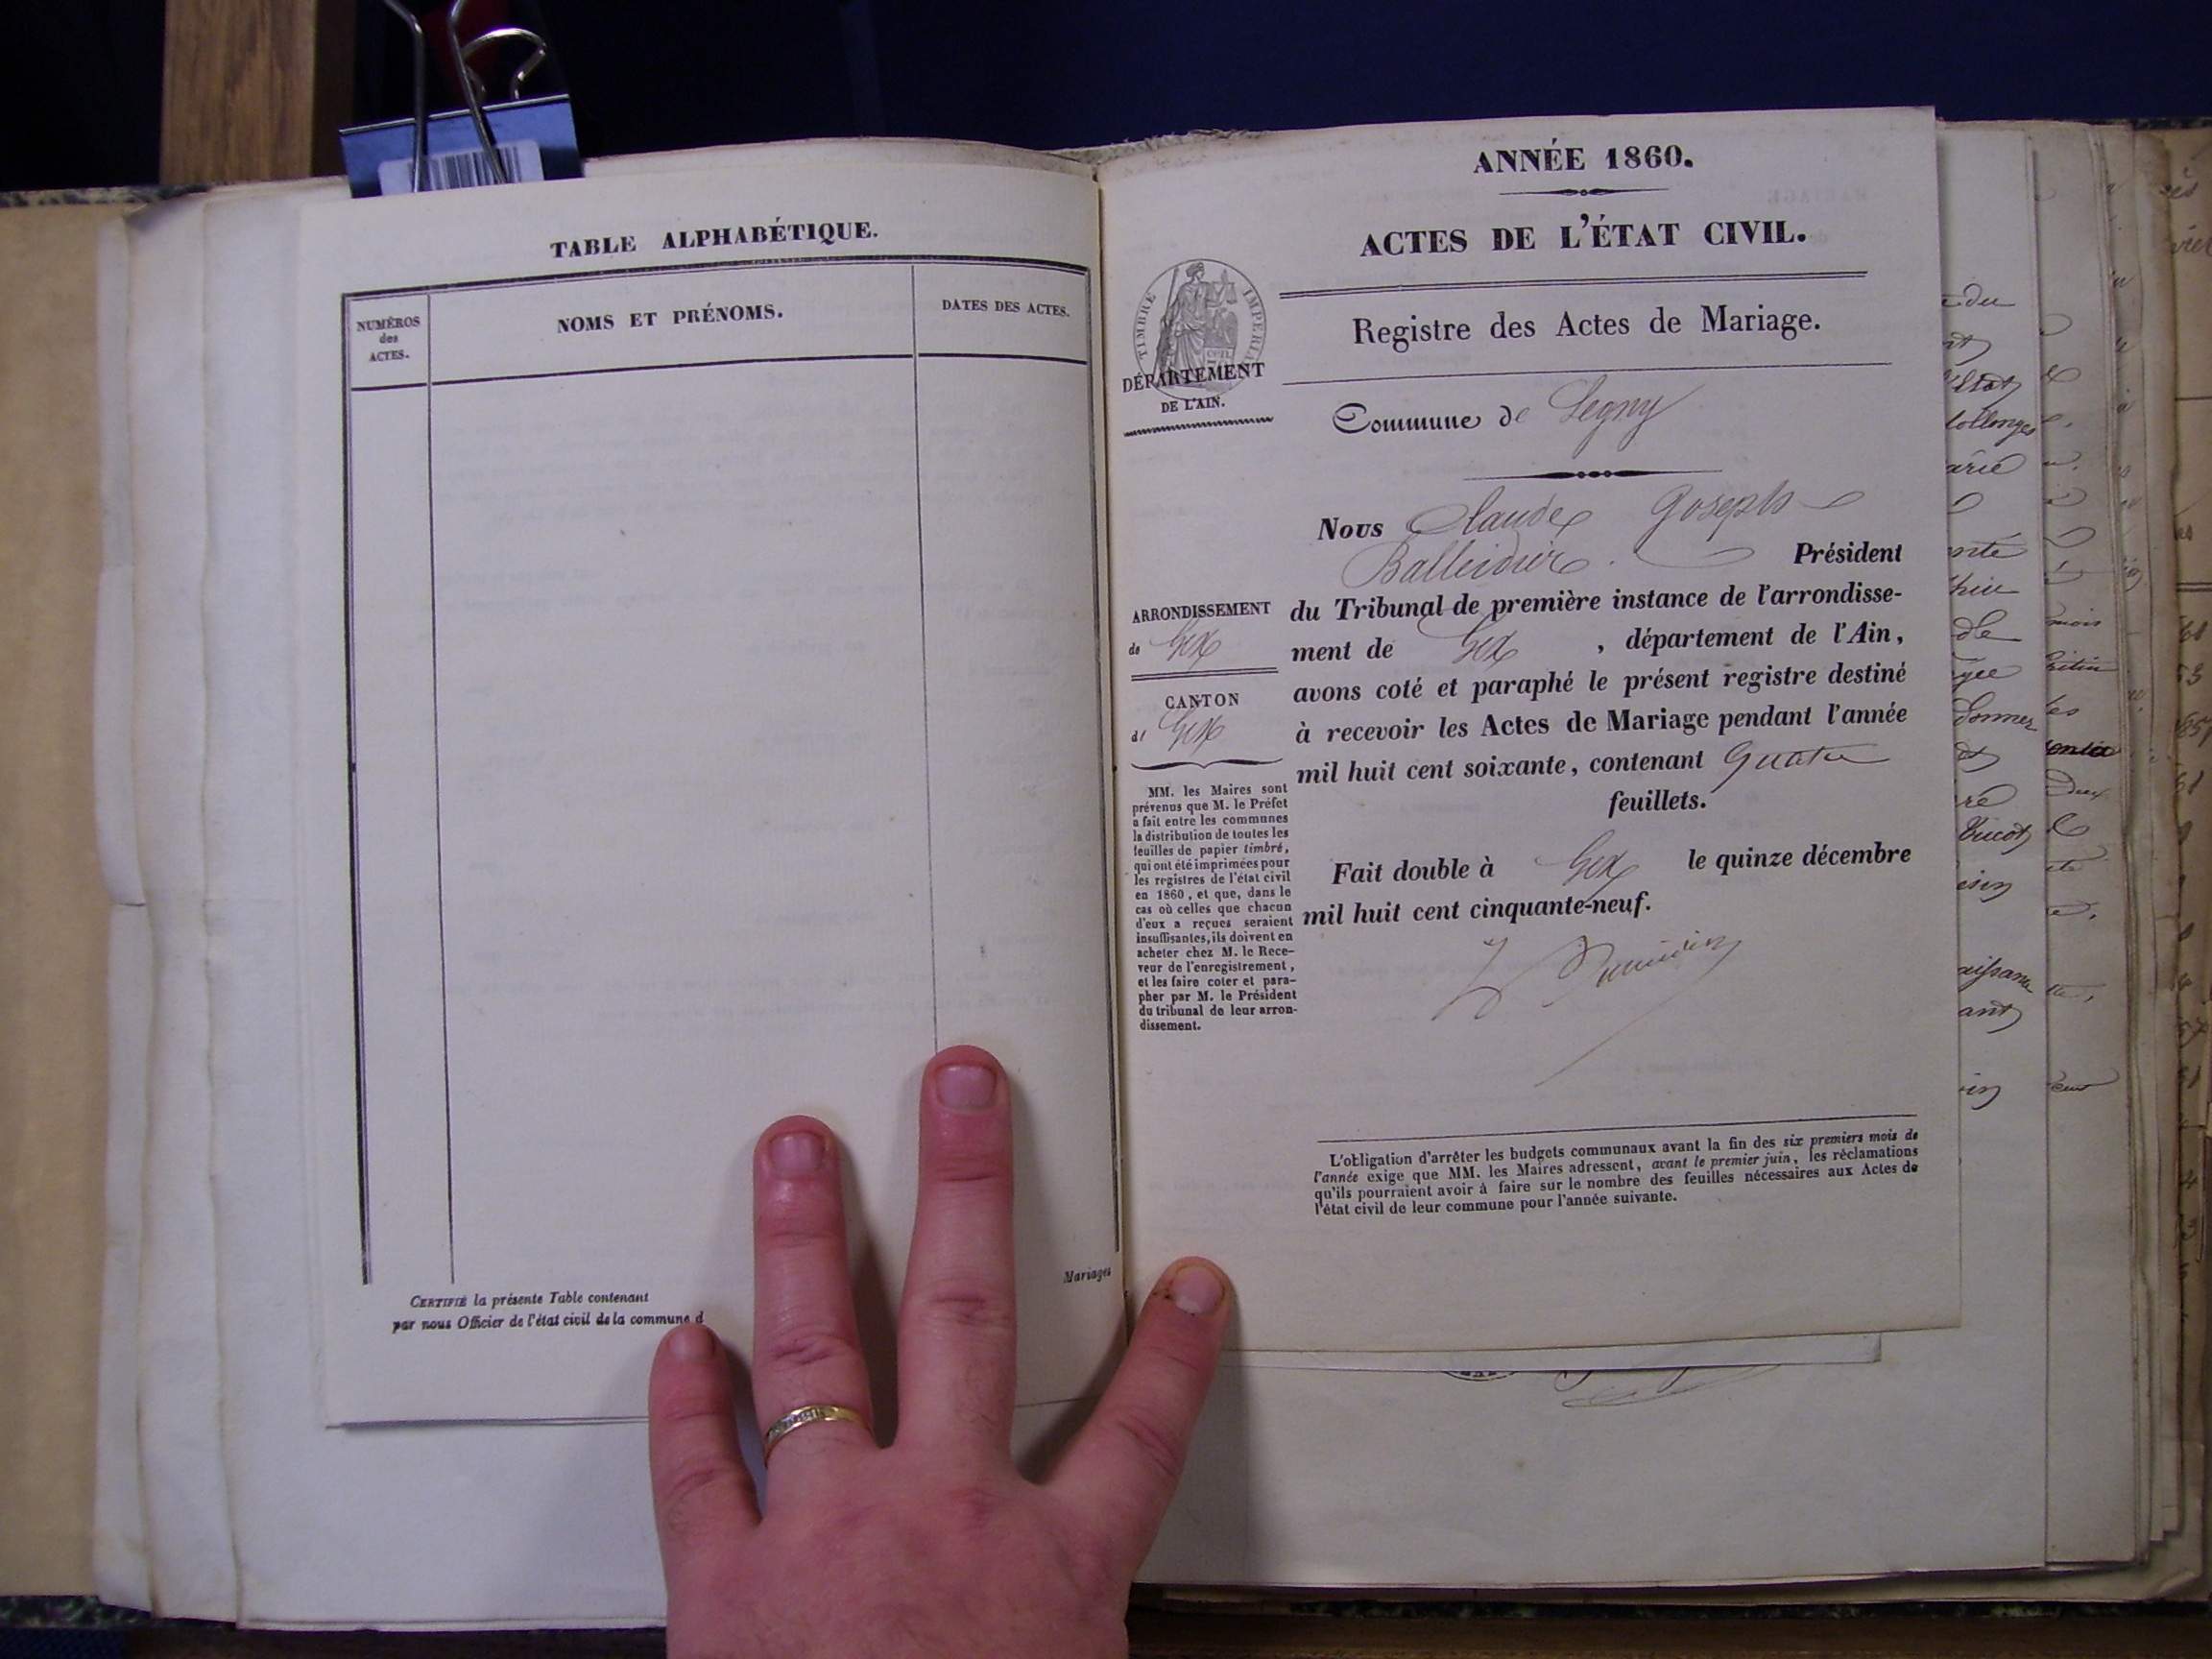 TABLE ALPHABÉTIQUE.
NUMÉROS
des
ACTES.
NOMS ET PRÉNOMS.
DATES DES ACTES.
CERTIFIÉ la présente Table contenant
par nous Officier de l'état civil de la commune d
Mariages
ANNÉE 1860.
ACTES DE L'ÉTAT CIVIL.
TIMBRE IMPERIAL
DÉPARTEMENT
DE L'AIN.
Registre des Actes de Mariage.
Commune de Segny
Nous Claude Joseph
Balleidier Président
du Tribunal de première instance de l'arrondisse-
ment de Gex , département de l'Ain,
avons coté et paraphé le présent registre destiné
à recevoir les Actes de Mariage pendant l'année
mil huit cent soixante, contenant quatre
feuillets.
Fait double à Gex le quinze décembre
mil huit cent cinquante-neuf.
ARRONDISSEMENT
de Gex
CANTON
de Gex
MM. les Maires sont
prévenus que M. le Préfet
a fait entre les communes
la distribution de toutes les
feuilles de papier timbré,
qui ont été imprimées pour
les registres de l'état civil
en 1860, et que, dans le
cas où celles que chacun
d'eux a reçues seraient
insuffisantes, ils doivent en
acheter chez M. le Rece-
veur de l'enregistrement,
et les faire coter et para-
pher par M. le Président
du tribunal de leur arron-
dissement.
L'obligation d'arrêter les budgets communaux avant la fin des six premiers mois de
l'année exige que MM. les Maires adressent, avant le premier juin, les réclamations
qu'ils pourraient avoir à faire sur le nombre des feuilles nécessaires aux Actes de
l'état civil de leur commune pour l'année suivante.